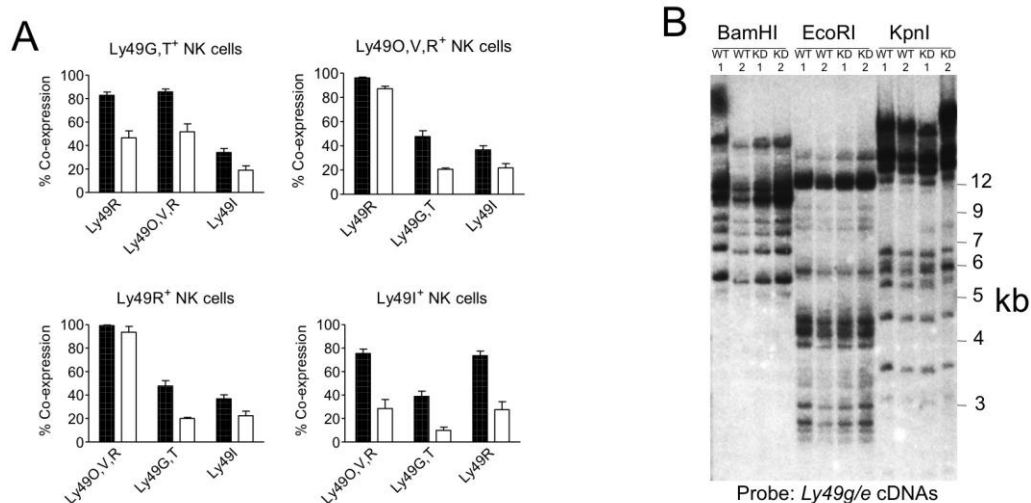 A
Ly49G,T+ NK cells
% Co-expression
100
80
60
40
20
0
Ly49R
Ly49O,V,R
Ly49I
Ly49O,V,R+ NK cells
% Co-expression
100
80
60
40
20
0
Ly49R
Ly49G,T
Ly49I
Ly49R+ NK cells
% Co-expression
100
80
60
40
20
0
Ly49O,V,R
Ly49G,T
Ly49I
Ly49I+ NK cells
% Co-expression
100
80
60
40
20
0
Ly49O,V,R
Ly49G,T
Ly49R
B
BamHI EcoRI KpnI
WT WT KD KD WT WT KD KD WT WT KD KD
1 2 1 2 1 2 1 2 1 2 1 2
12
9
7
6
5
kb
4
3
Probe: Ly49g/e cDNAs